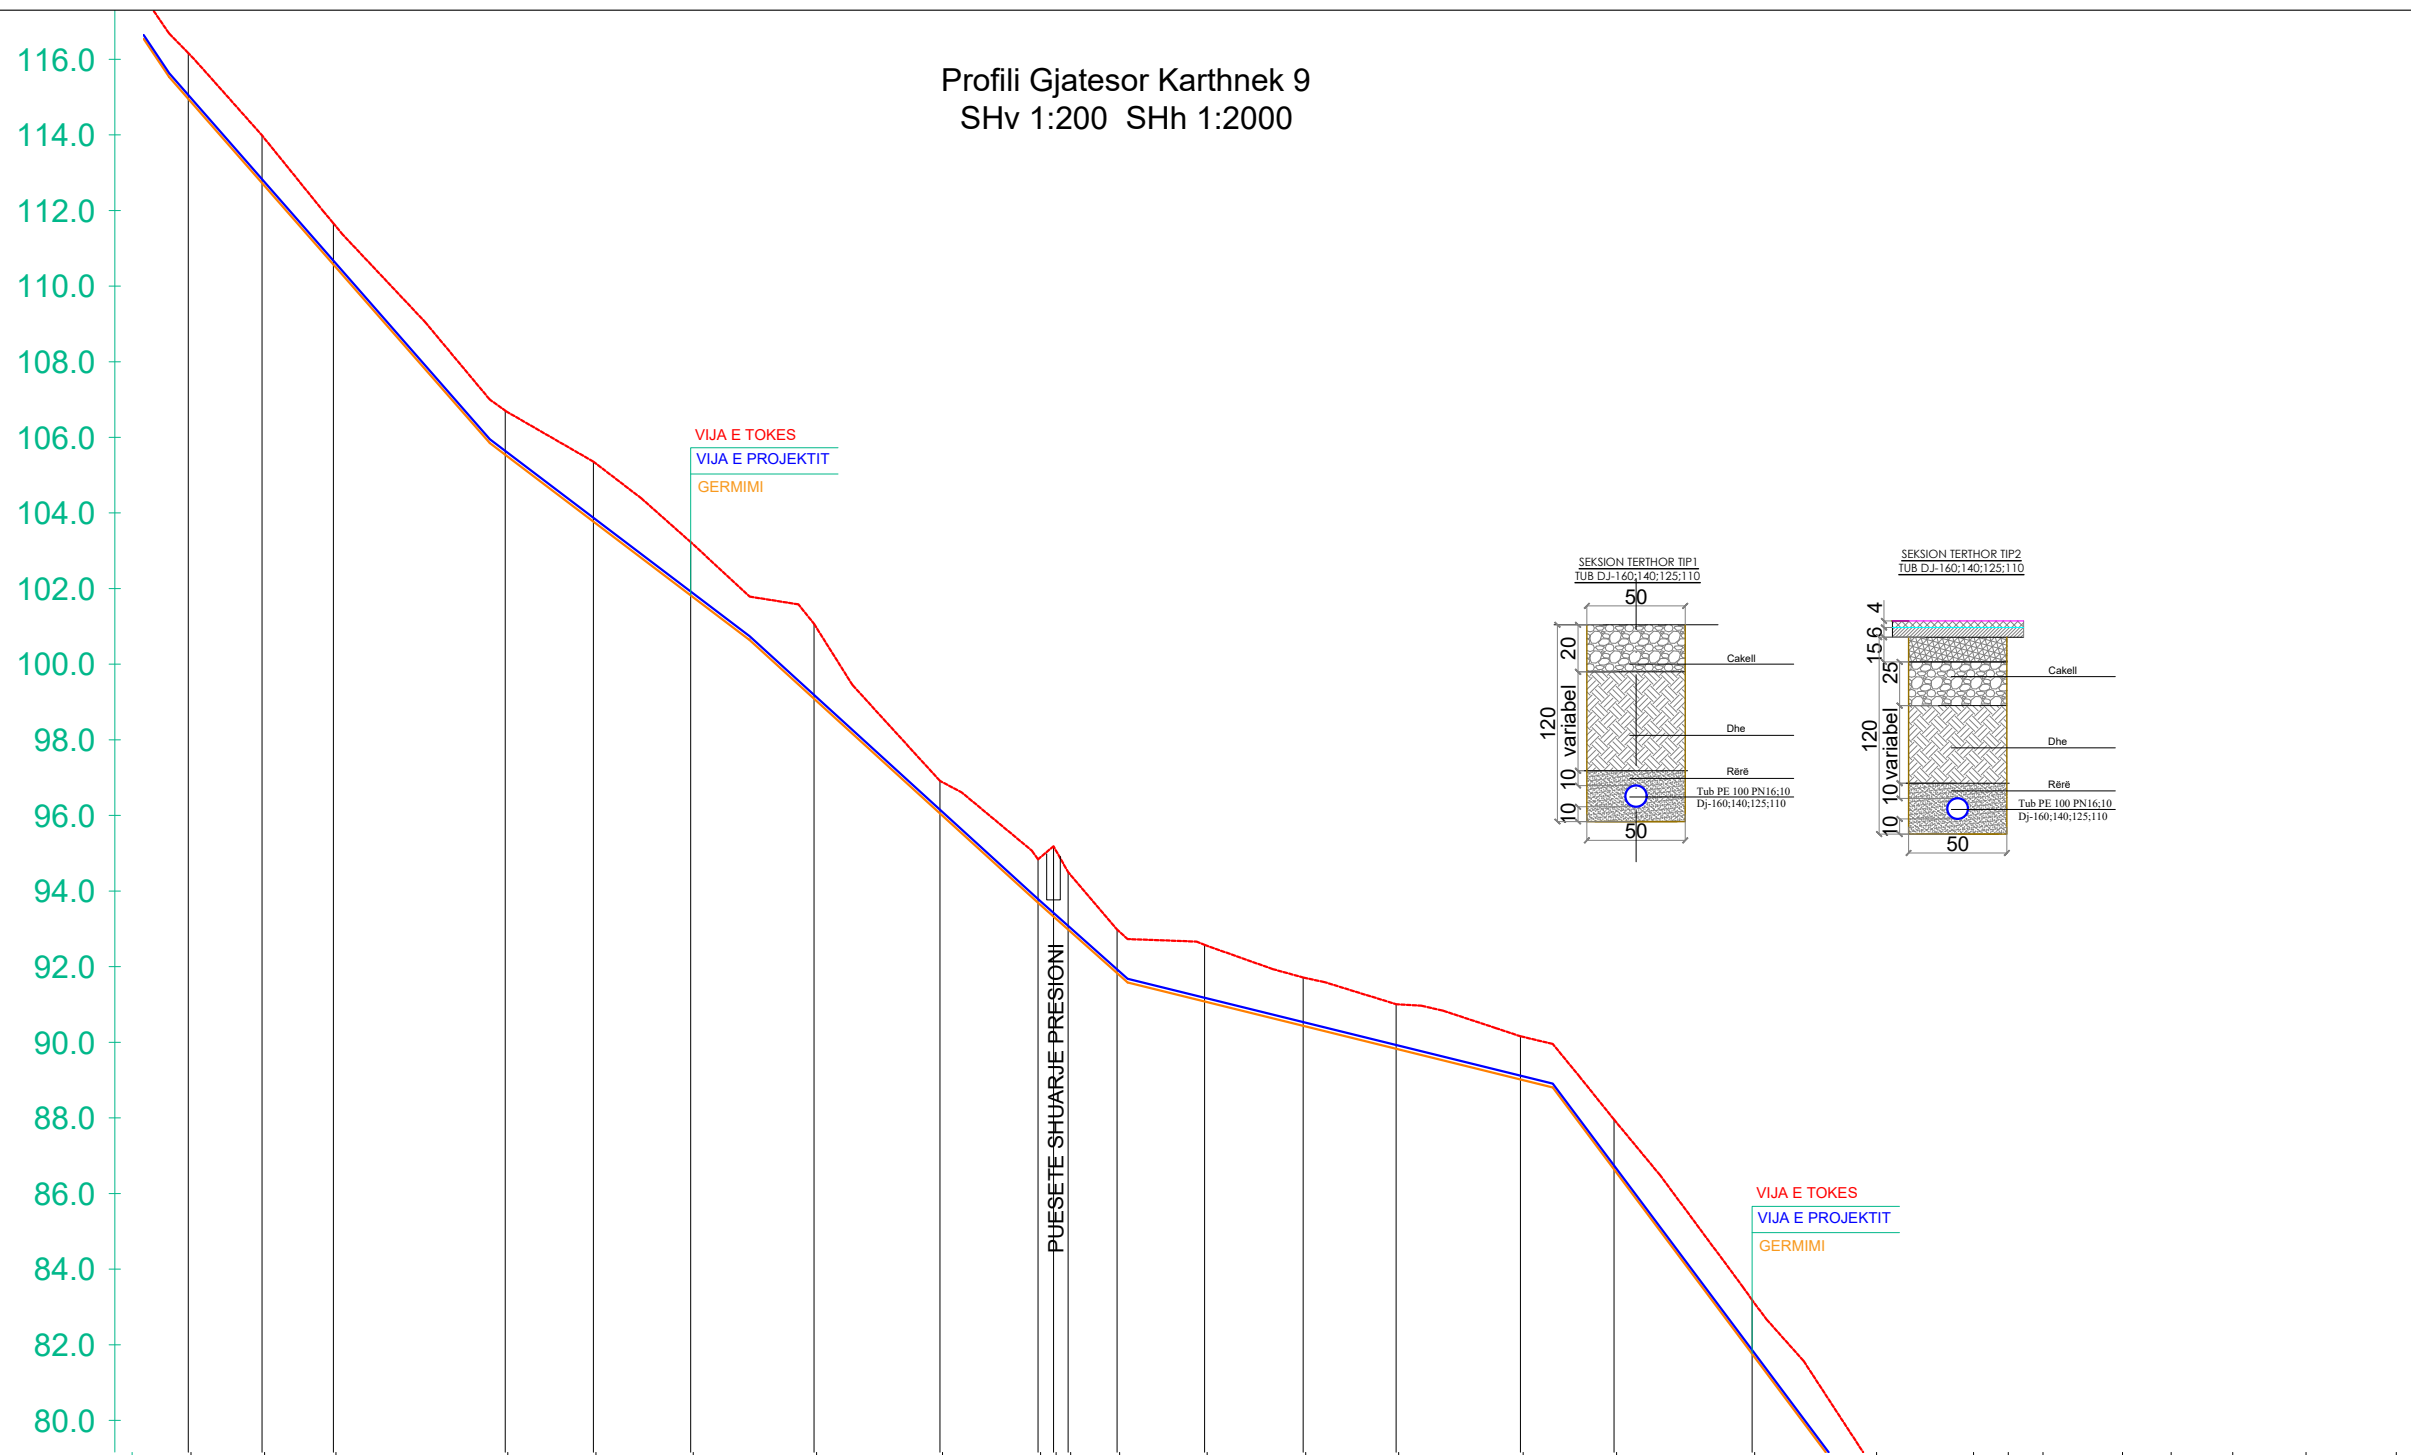 Profili Gjatesor Karthnek 9
SHv 1:200 SHh 1:2000
116.0
114.0
112.0
110.0
108.0
106.0
104.0
102.0
100.0
98.0
96.0
94.0
92.0
90.0
88.0
86.0
84.0
82.0
80.0
VIJA E TOKES
VIJA E PROJEKTIT
GERMIMI
PUESETE SHUARJE PRESIONI
SEKSION TERTHOR TIP1
TUB DJ-160;140;125;110
50
20
variabel
10
10
120
50
Cakell
Dhe
Rërë
Tub PE 100 PN16;10
Dj-160;140;125;110
SEKSION TERTHOR TIP2
TUB DJ-160;140;125;110
4
6
15
25
variabel
10
10
120
50
Cakell
Dhe
Rërë
Tub PE 100 PN16;10
Dj-160;140;125;110
VIJA E TOKES
VIJA E PROJEKTIT
GERMIMI